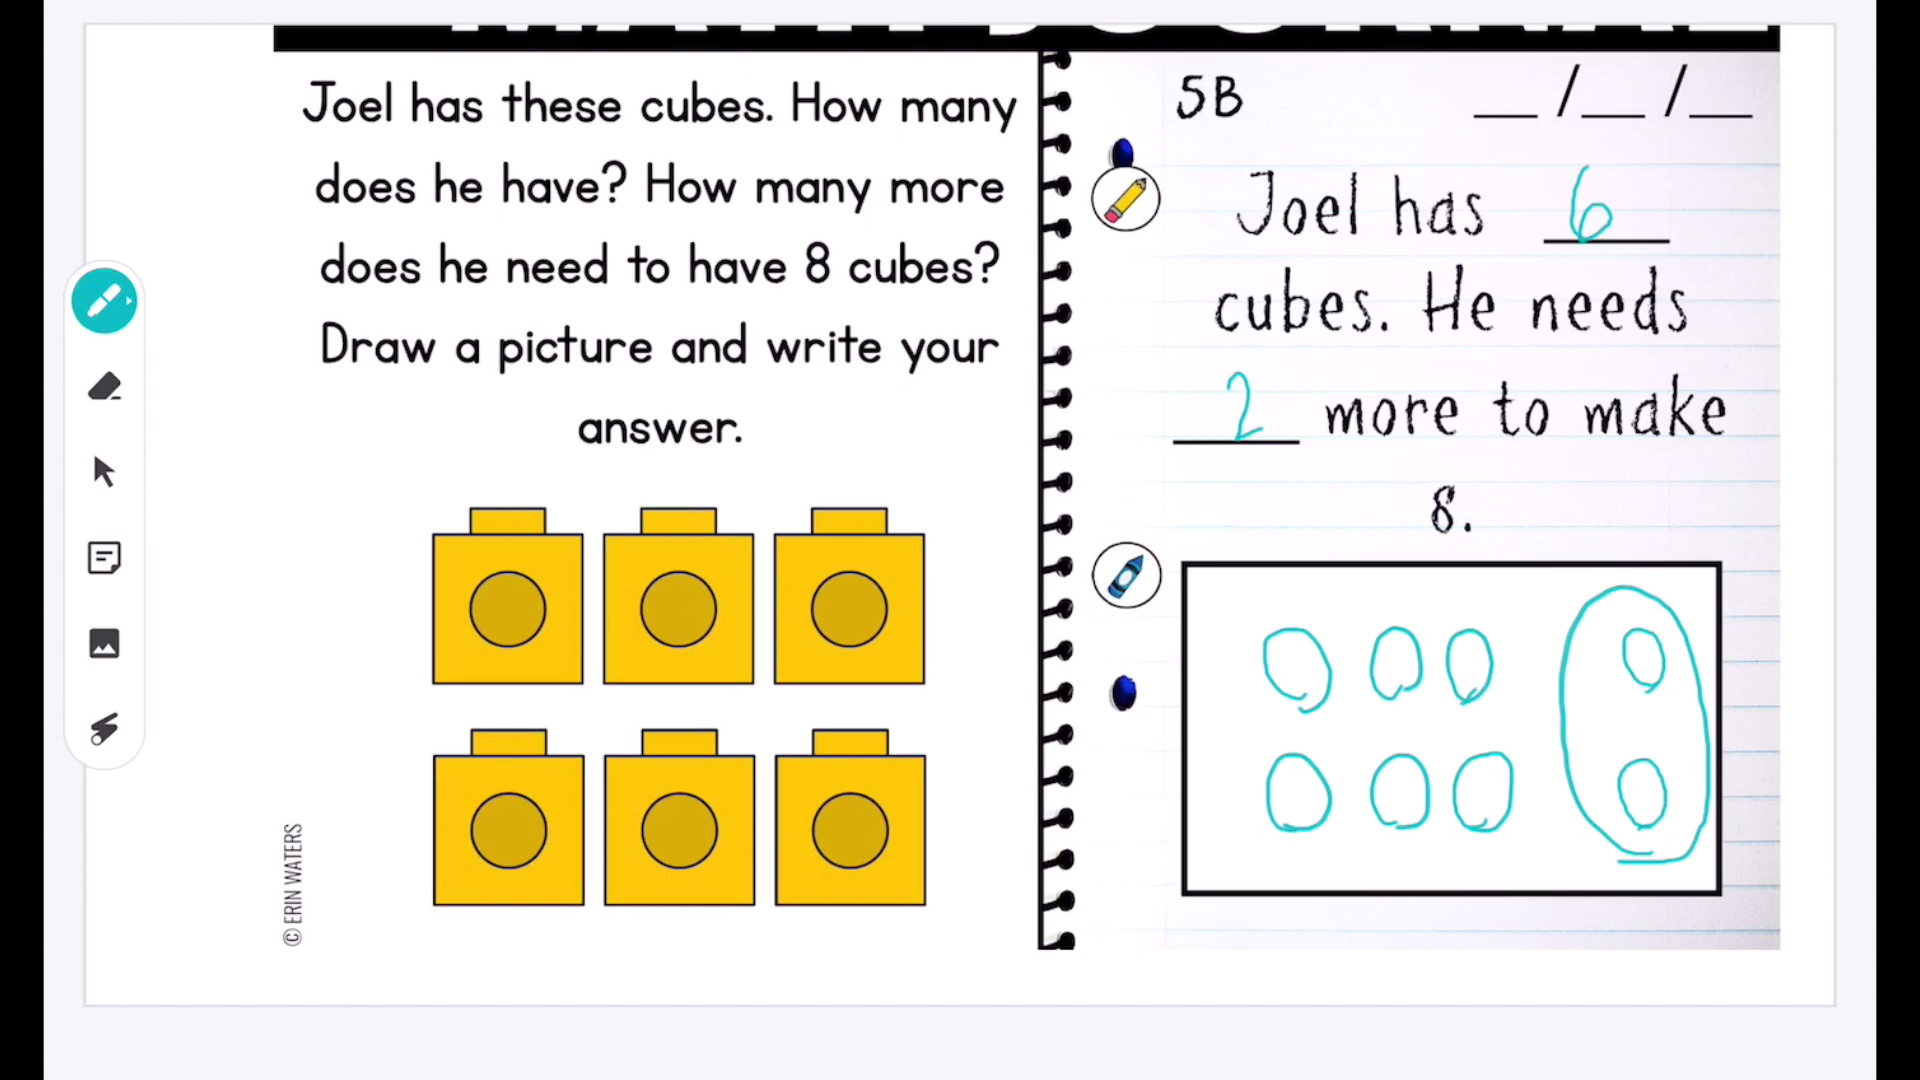 Joel has these cubes. How many
does he have? How many more
does he need to have 8 cubes?
Draw a picture and write your
answer.
© ERIN WATERS
5B __/__/__
Joel has 6
cubes. He needs
2 more to make
8.